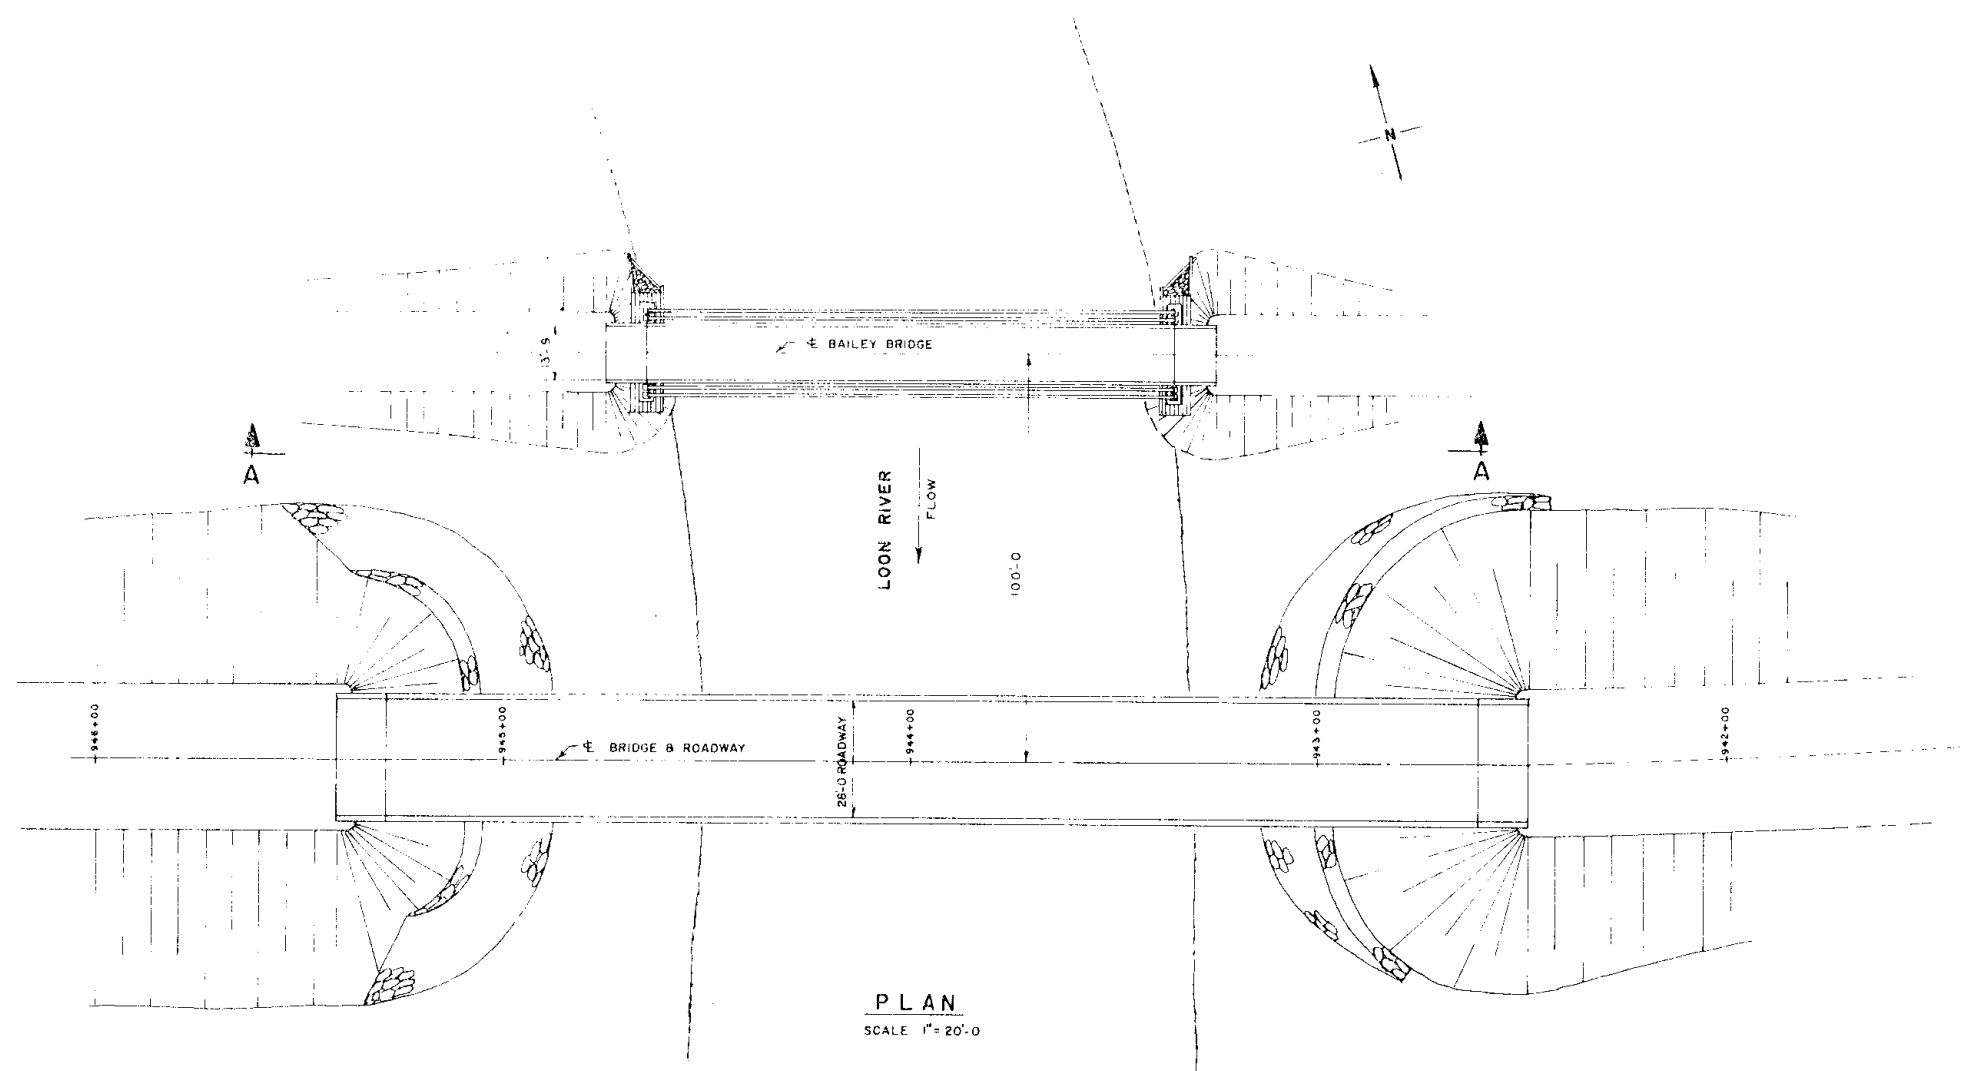 N
13'-9
℄ BAILEY BRIDGE
A
A
LOON RIVER
FLOW
100'-0
946+00
945+00
℄ BRIDGE & ROADWAY
28'-0 ROADWAY
944+00
943+00
942+00
PLAN
SCALE 1"=20'-0